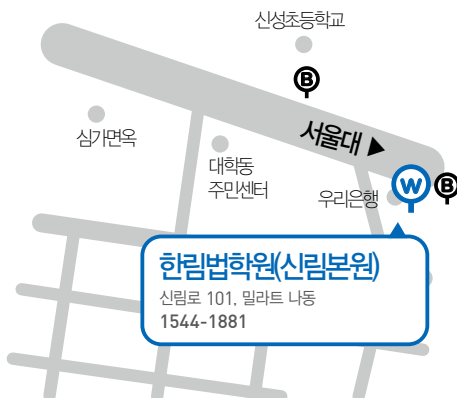 신성초등학교
B
서울대 ▶
심가면옥
대학동
주민센터
우리은행
W
B
한림법학원(신림본원)
신림로 101, 밀라트 나동
1544-1881